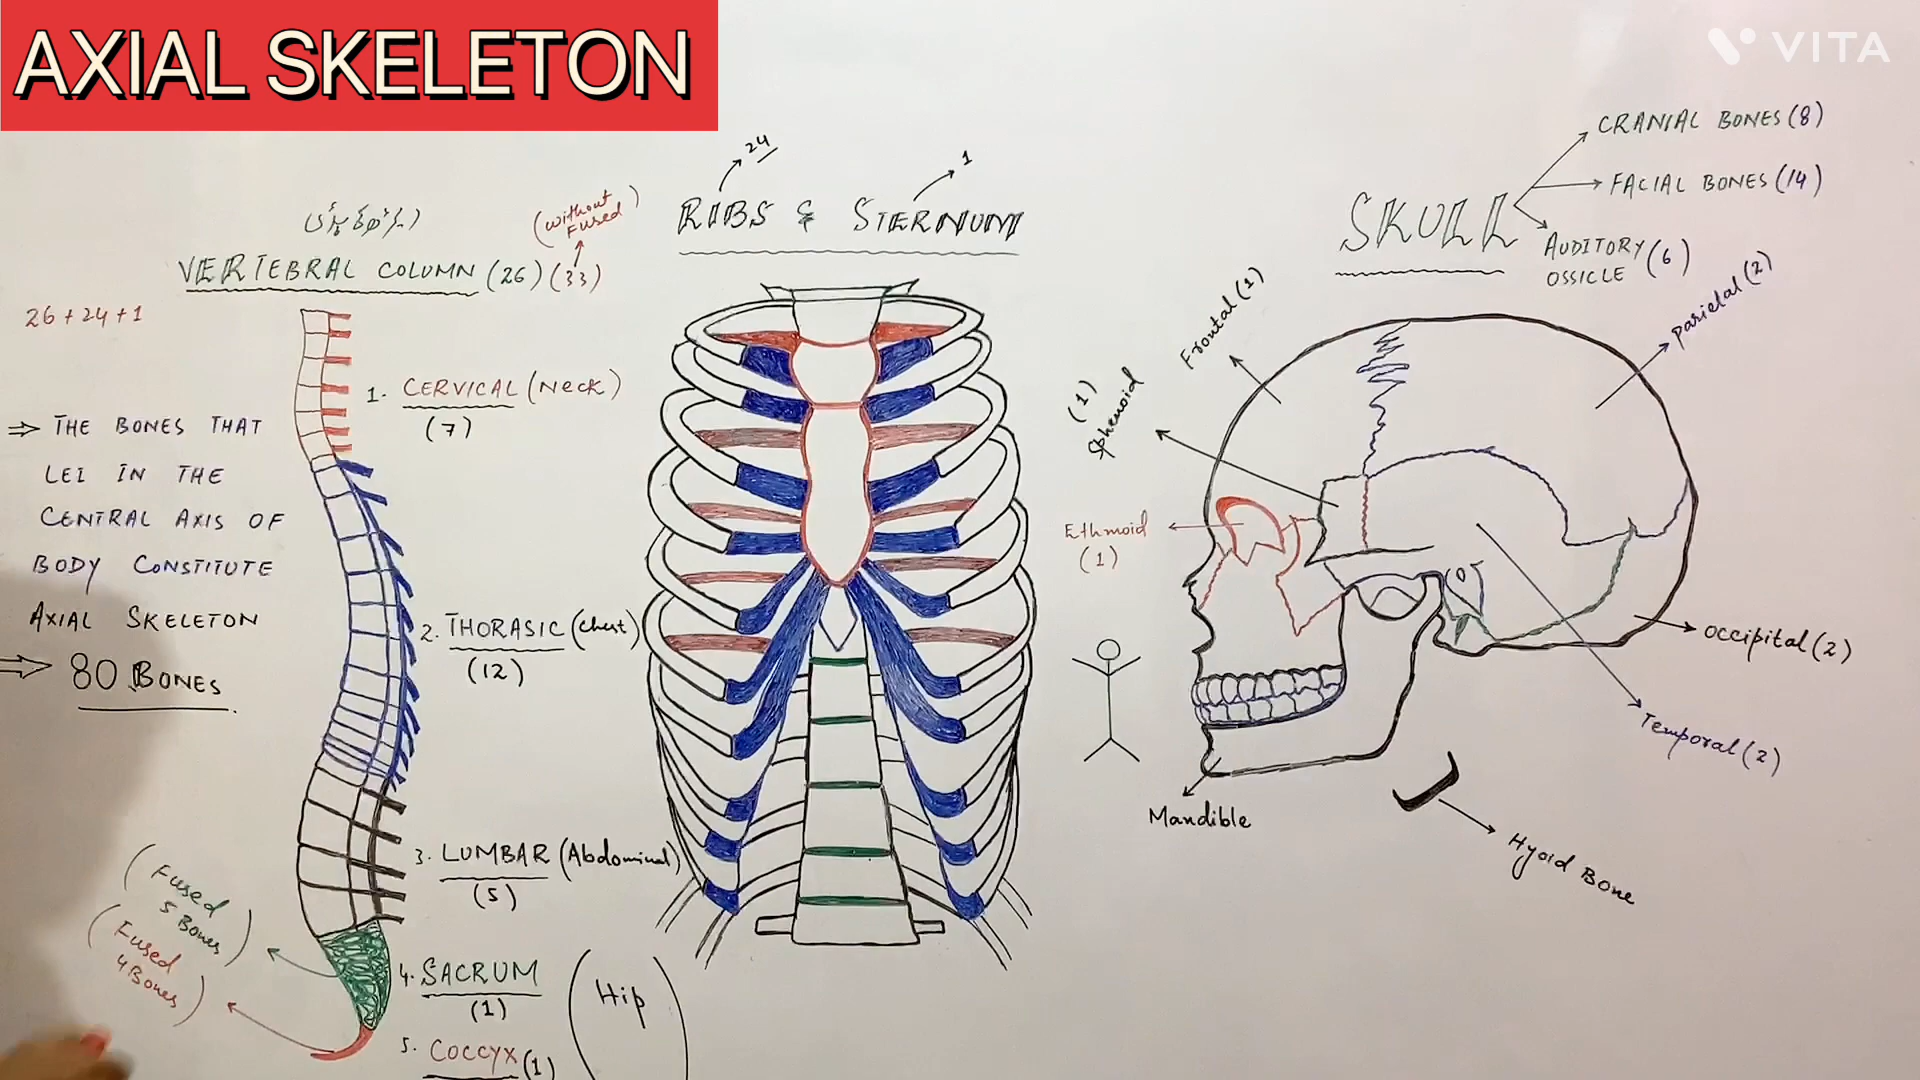 AXIAL SKELETON
VITA
26 + 24 + 1
⇒ THE BONES THAT
LEI IN THE
CENTRAL AXIS OF
BODY CONSTITUTE
AXIAL SKELETON
⇒ 80 BONES.
VERTEBRAL COLUMN (26) (33)
(without
Fused)
1. CERVICAL (Neck)
(7)
2. THORASIC (chest)
(12)
3. LUMBAR (Abdominal)
(5)
4. SACRUM
(1)
5. COCCYX (1)
(Hip
(Fused
5 Bones)
(Fused
4 Bones)
24
1
RIBS & STERNUM
SKULL
CRANIAL BONES (8)
FACIAL BONES (14)
AUDITORY (6)
OSSICLE
Frontal (1)
Parietal (2)
(1)
Sphenoid
Ethmoid
(1)
Occipital (2)
Temporal (2)
Mandible
Hyoid Bone